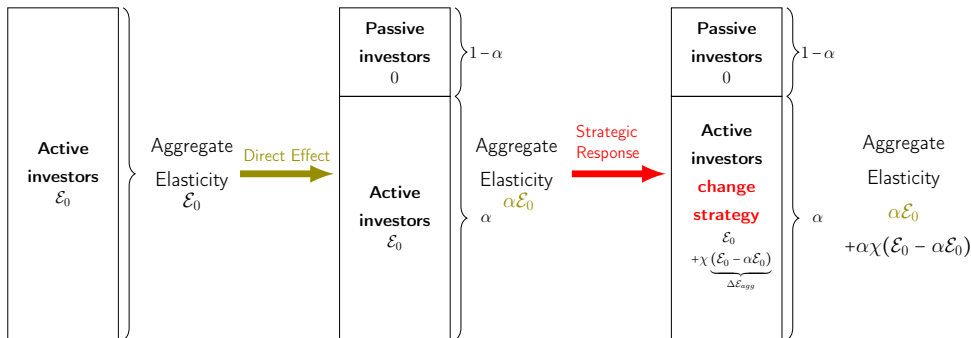 Active
investors
ℰ₀
Aggregate
Elasticity
ℰ₀
Direct Effect
Passive
investors
0
1 − α
Active
investors
ℰ₀
α
Aggregate
Elasticity
αℰ₀
Strategic
Response
Passive
investors
0
1 − α
Active
investors
change
strategy
ℰ₀
+χ (ℰ₀ − αℰ₀)
Δℰ_agg
α
Aggregate
Elasticity
αℰ₀
+αχ(ℰ₀ − αℰ₀)